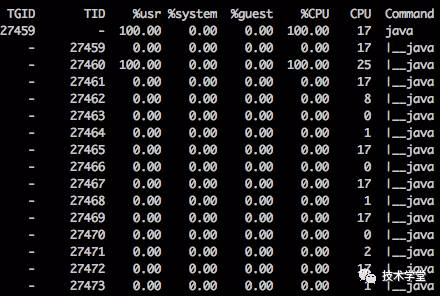 TGID TID %usr %system %guest %CPU CPU Command
27459 - 100.00 0.00 0.00 100.00 17 java
- 27459 0.00 0.00 0.00 0.00 17 |__java
- 27460 100.00 0.00 0.00 100.00 25 |__java
- 27461 0.00 0.00 0.00 0.00 17 |__java
- 27462 0.00 0.00 0.00 0.00 8 |__java
- 27463 0.00 0.00 0.00 0.00 0 |__java
- 27464 0.00 0.00 0.00 0.00 1 |__java
- 27465 0.00 0.00 0.00 0.00 17 |__java
- 27466 0.00 0.00 0.00 0.00 0 |__java
- 27467 0.00 0.00 0.00 0.00 17 |__java
- 27468 0.00 0.00 0.00 0.00 1 |__java
- 27469 0.00 0.00 0.00 0.00 17 |__java
- 27470 0.00 0.00 0.00 0.00 0 |__java
- 27471 0.00 0.00 0.00 0.00 2 |__java
- 27472 0.00 0.00 0.00 0.00 17 |__java
技术学堂
- 27473 0.00 0.00 0.00 0.00 1 |__java